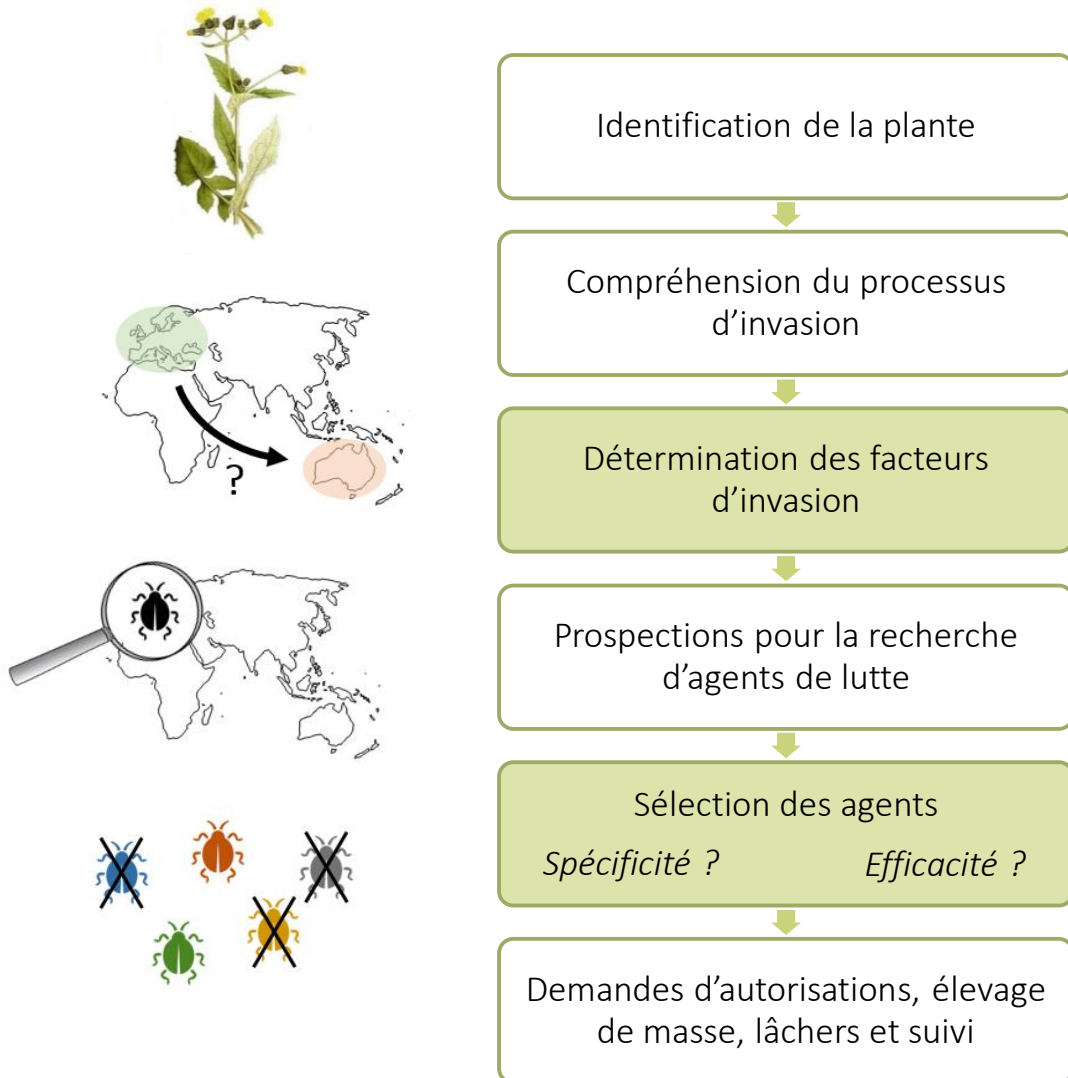 Identification de la plante
Compréhension du processus
d’invasion
?
Détermination des facteurs
d’invasion
Prospections pour la recherche
d’agents de lutte
Sélection des agents
Spécificité ? Efficacité ?
Demandes d’autorisations, élevage
de masse, lâchers et suivi